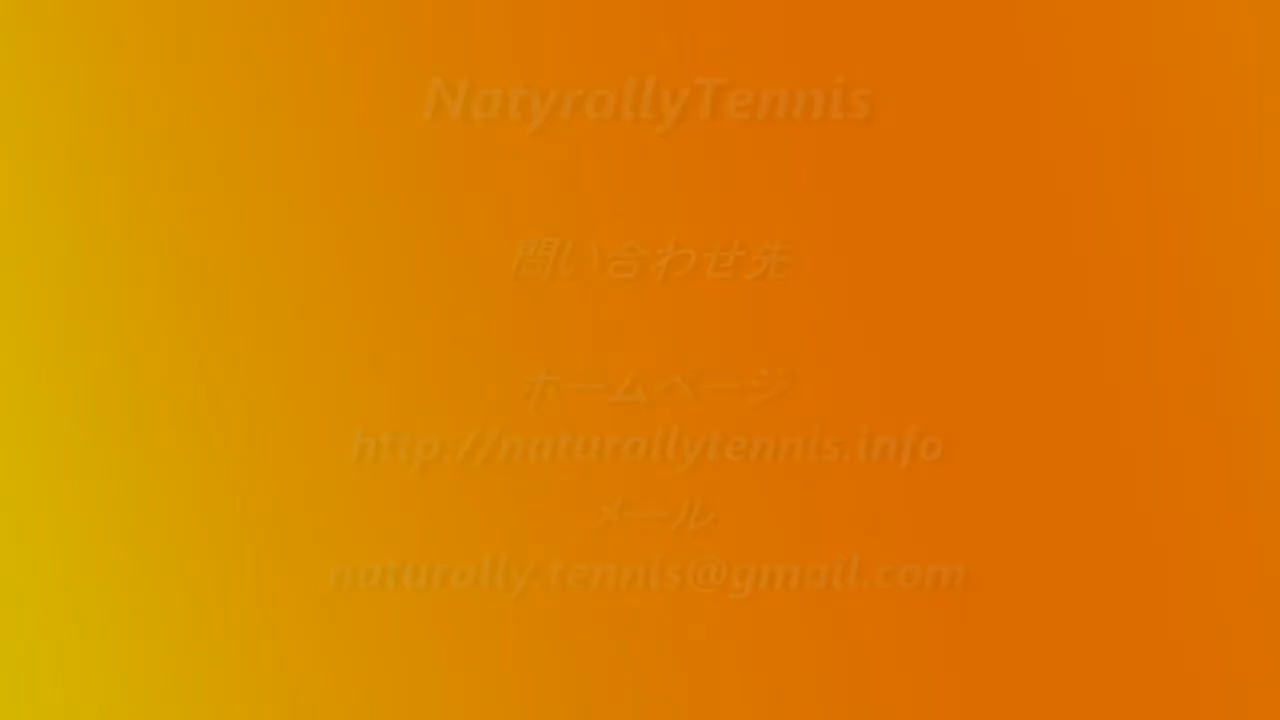 NatyrallyTennis
問い合わせ先
ホームページ
http://naturallytennis.info
メール
naturally.tennis@gmail.com